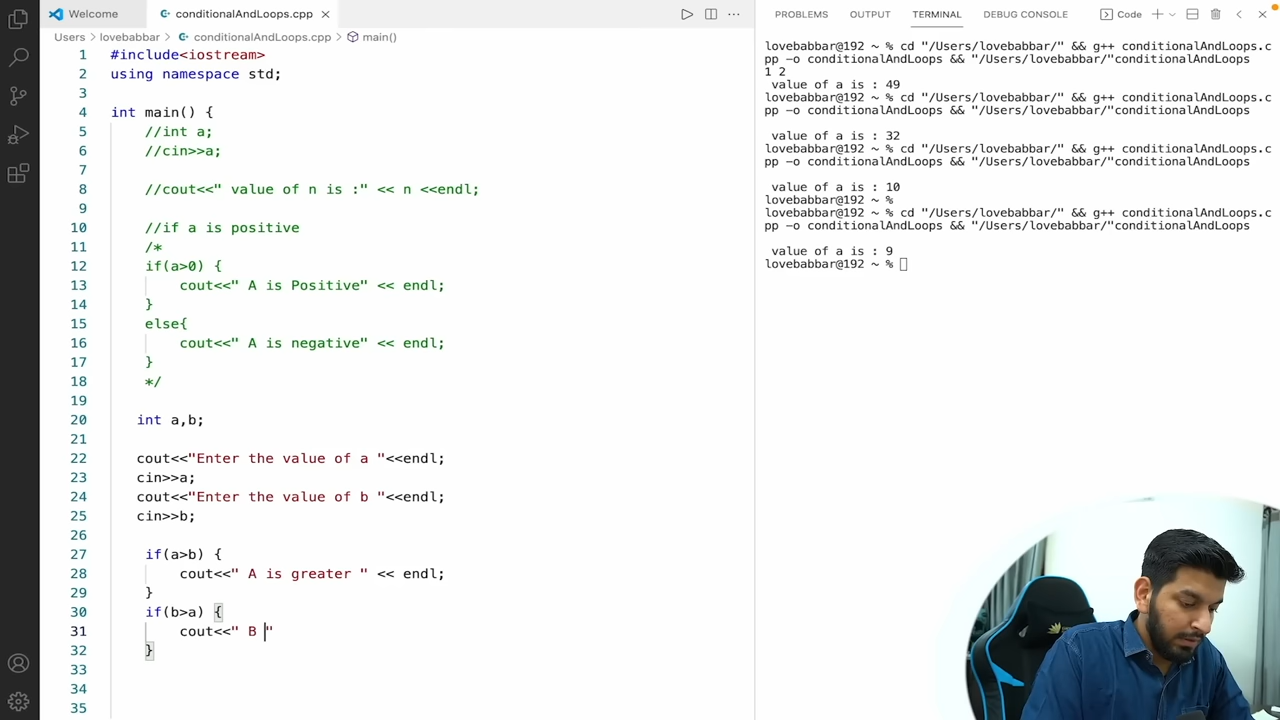 Welcome
conditionalAndLoops.cpp
Users > lovebabbar > conditionalAndLoops.cpp > main()
1 #include<iostream>
2 using namespace std;
3
4 int main() {
5 //int a;
6 //cin>>a;
7
8 //cout<<" value of n is :" << n <<endl;
9
10 //if a is positive
11 /*
12 if(a>0) {
13 cout<<" A is Positive" << endl;
14 }
15 else{
16 cout<<" A is negative" << endl;
17 }
18 */
19
20 int a,b;
21
22 cout<<"Enter the value of a "<<endl;
23 cin>>a;
24 cout<<"Enter the value of b "<<endl;
25 cin>>b;
26
27 if(a>b) {
28 cout<<" A is greater " << endl;
29 }
30 if(b>a) {
31 cout<<" B "
32 }
33
34
35
PROBLEMS OUTPUT TERMINAL DEBUG CONSOLE Code
lovebabbar@192 ~ % cd "/Users/lovebabbar/" && g++ conditionalAndLoops.c
pp -o conditionalAndLoops && "/Users/lovebabbar/"conditionalAndLoops
1 2
value of a is : 49
lovebabbar@192 ~ % cd "/Users/lovebabbar/" && g++ conditionalAndLoops.c
pp -o conditionalAndLoops && "/Users/lovebabbar/"conditionalAndLoops
value of a is : 32
lovebabbar@192 ~ % cd "/Users/lovebabbar/" && g++ conditionalAndLoops.c
pp -o conditionalAndLoops && "/Users/lovebabbar/"conditionalAndLoops
value of a is : 10
lovebabbar@192 ~ %
lovebabbar@192 ~ % cd "/Users/lovebabbar/" && g++ conditionalAndLoops.c
pp -o conditionalAndLoops && "/Users/lovebabbar/"conditionalAndLoops
value of a is : 9
lovebabbar@192 ~ %